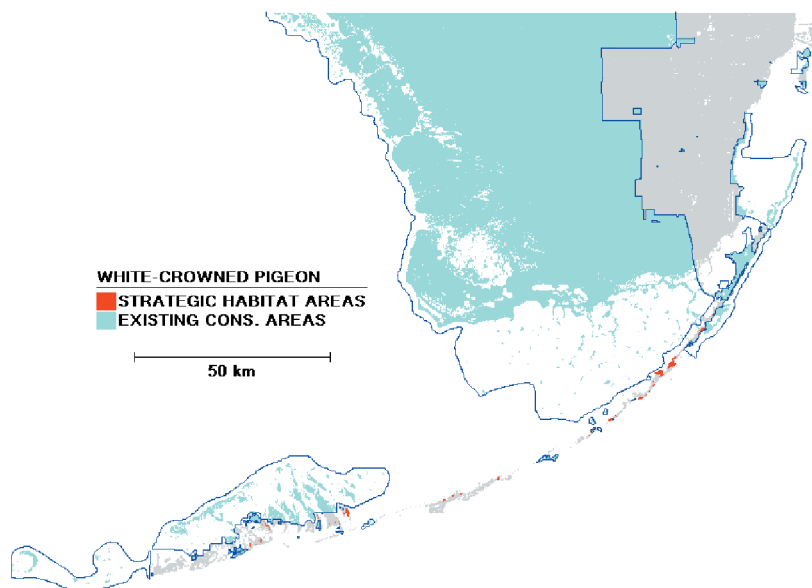 WHITE-CROWNED PIGEON
STRATEGIC HABITAT AREAS
EXISTING CONS. AREAS
50 km